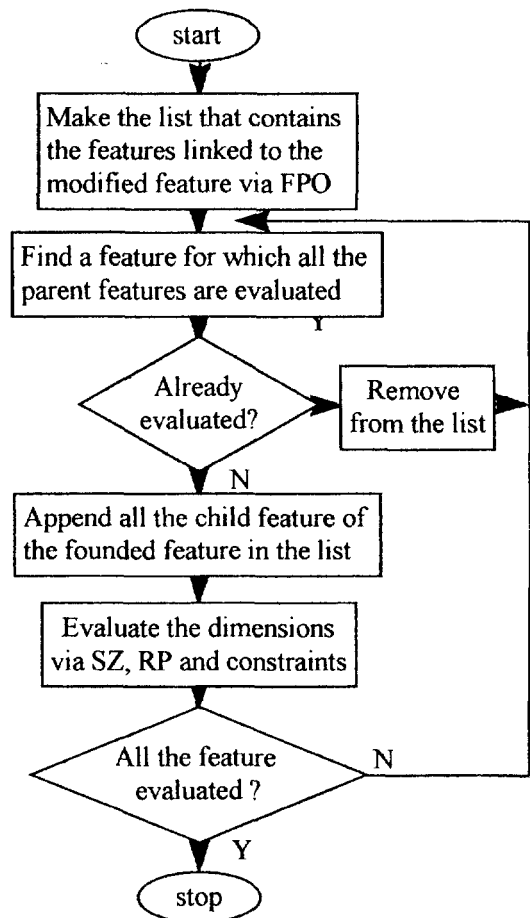 start
Make the list that contains
the features linked to the
modified feature via FPO
Find a feature for which all the
parent features are evaluated
Y
Already
evaluated?
Remove
from the list
N
Append all the child feature of
the founded feature in the list
Evaluate the dimensions
via SZ, RP and constraints
All the feature
evaluated ?
N
Y
stop